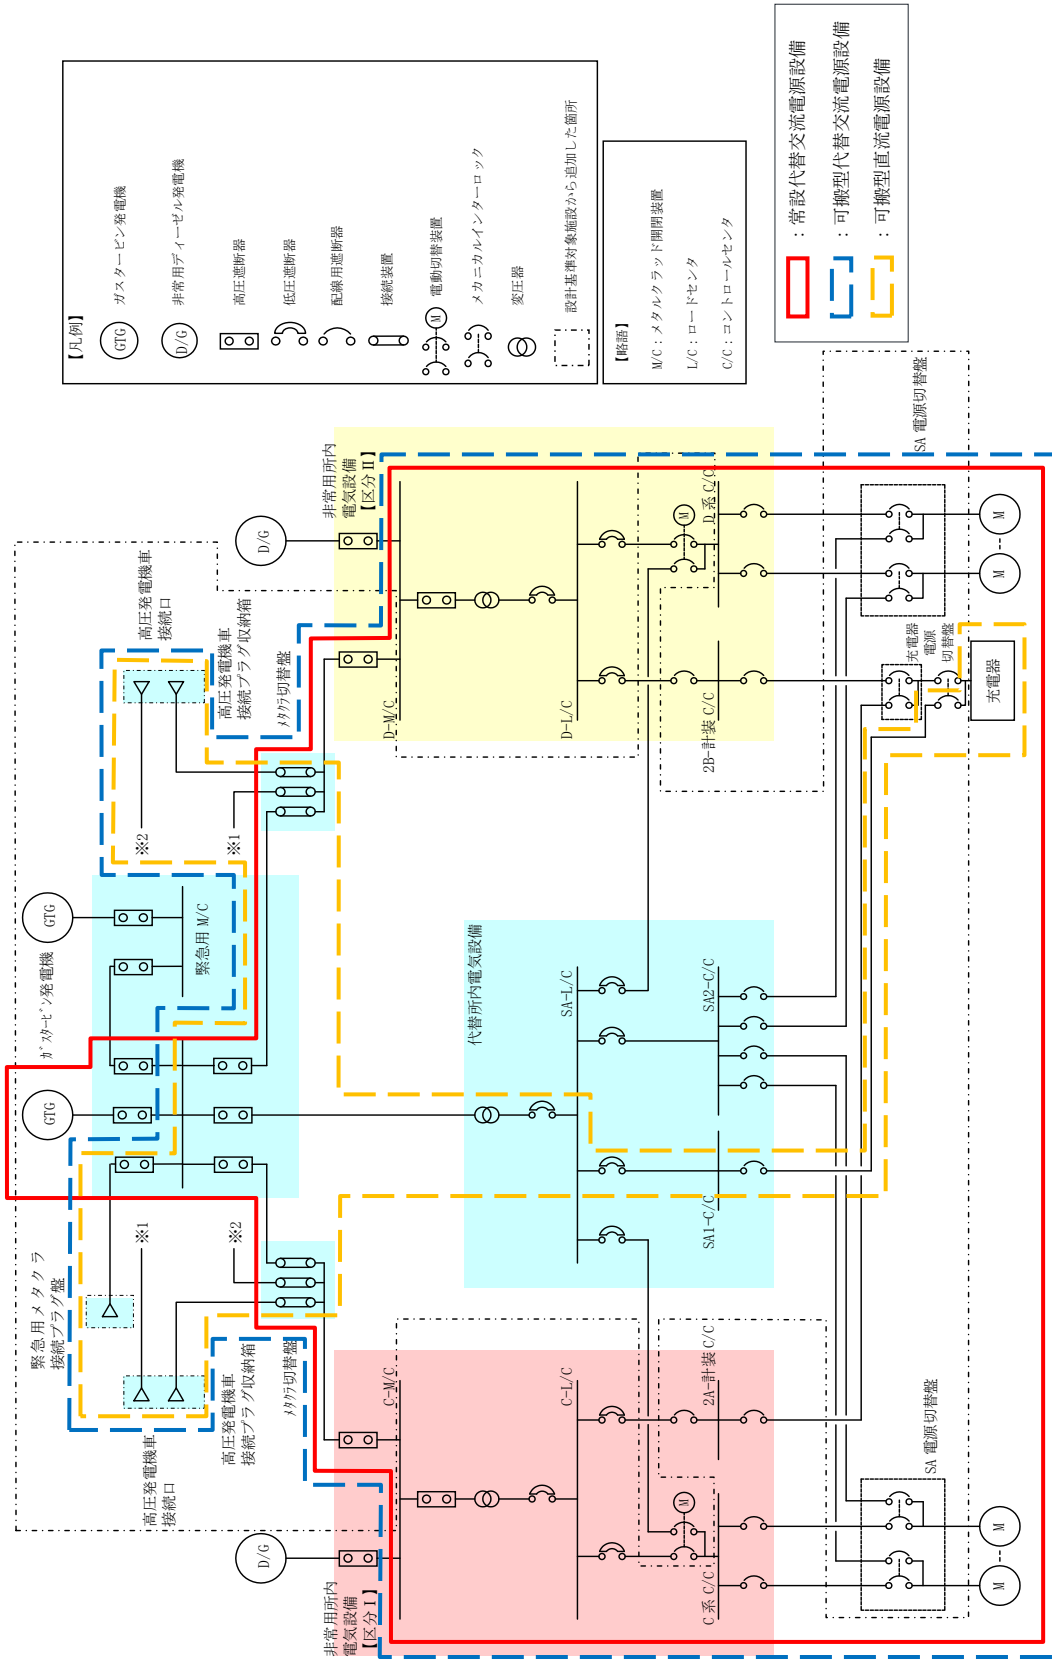 【凡例】
GTG
ガスタービン発電機
D/G
非常用ディーゼル発電機
高圧遮断器
低圧遮断器
配線用遮断器
接続装置
M
電動切替装置
メカニカルインターロック
変圧器
設計基準対象施設から追加した箇所
【略語】
M/C：メタルクラッド開閉装置
L/C：ロードセンタ
C/C：コントロールセンタ
：常設代替交流電源設備
：可搬型代替交流電源設備
：可搬型直流電源設備
緊急用メタクラ
接続プラグ盤
GTG
ｶﾞｽﾀｰﾋﾞﾝ発電機
GTG
緊急用 M/C
高圧発電機車
接続口
※1
※2
高圧発電機車
接続プラグ収納箱
ﾒﾀｸﾗ切替盤
※2
※1
高圧発電機車
接続口
高圧発電機車
接続プラグ収納箱
ﾒﾀｸﾗ切替盤
D/G
非常用所内
電気設備
【区分Ⅰ】
C-M/C
C-L/C
M
C系 C/C
2A-計装 C/C
代替所内電気設備
SA-L/C
SA1-C/C
SA2-C/C
D/G
非常用所内
電気設備
【区分Ⅱ】
D-M/C
D-L/C
M
D系 C/C
2B-計装 C/C
SA 電源切替盤
M
M
充電器
電源
切替盤
充電器
SA 電源切替盤
M
M